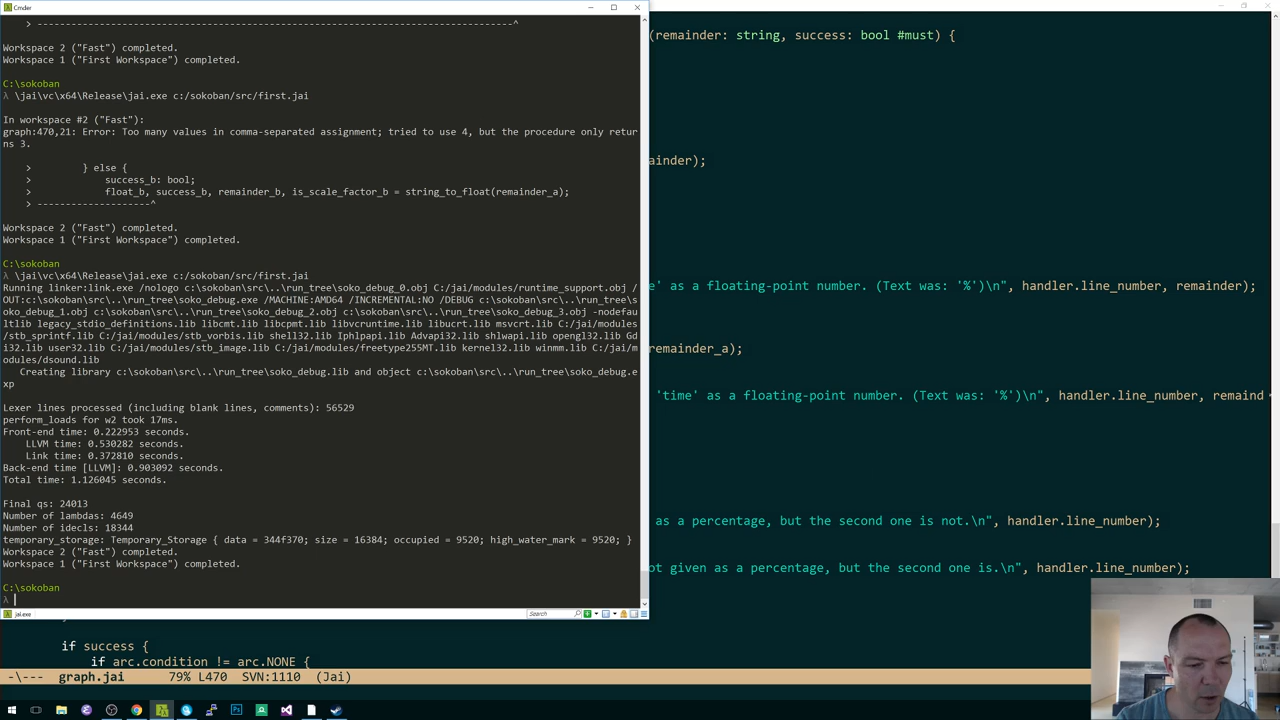 Cmder
> -------------------------------------------------------------------------------^
Workspace 2 ("Fast") completed.
Workspace 1 ("First Workspace") completed.
C:\sokoban
λ \jai\vc\x64\Release\jai.exe c:/sokoban/src/first.jai
In workspace #2 ("Fast"):
graph:470,21: Error: Too many values in comma-separated assignment; tried to use 4, but the procedure only retur
ns 3.
> } else {
> success_b: bool;
> float_b, success_b, remainder_b, is_scale_factor_b = string_to_float(remainder_a);
> --------------------^
Workspace 2 ("Fast") completed.
Workspace 1 ("First Workspace") completed.
C:\sokoban
λ \jai\vc\x64\Release\jai.exe c:/sokoban/src/first.jai
Running linker:link.exe /nologo c:\sokoban\src\..\run_tree\soko_debug_0.obj C:/jai/modules/runtime_support.obj /
OUT:c:\sokoban\src\..\run_tree\soko_debug.exe /MACHINE:AMD64 /INCREMENTAL:NO /DEBUG c:\sokoban\src\..\run_tree\s
oko_debug_1.obj c:\sokoban\src\..\run_tree\soko_debug_2.obj c:\sokoban\src\..\run_tree\soko_debug_3.obj -nodefau
ltlib legacy_stdio_definitions.lib libcmt.lib libcpmt.lib libvcruntime.lib libucrt.lib msvcrt.lib C:/jai/modules
/stb_sprintf.lib C:/jai/modules/stb_vorbis.lib shell32.lib Iphlpapi.lib Advapi32.lib shlwapi.lib opengl32.lib Gd
i32.lib user32.lib C:/jai/modules/stb_image.lib C:/jai/modules/freetype255MT.lib kernel32.lib winmm.lib C:/jai/m
odules/dsound.lib
Creating library c:\sokoban\src\..\run_tree\soko_debug.lib and object c:\sokoban\src\..\run_tree\soko_debug.e
xp
Lexer lines processed (including blank lines, comments): 56529
perform_loads for w2 took 17ms.
Front-end time: 0.222953 seconds.
LLVM time: 0.530282 seconds.
Link time: 0.372810 seconds.
Back-end time [LLVM]: 0.903092 seconds.
Total time: 1.126045 seconds.
Final qs: 24013
Number of lambdas: 4649
Number of idecls: 18344
temporary_storage: Temporary_Storage { data = 344f370; size = 16384; occupied = 9520; high_water_mark = 9520; }
Workspace 2 ("Fast") completed.
Workspace 1 ("First Workspace") completed.
C:\sokoban
λ
jai.exe
Search
(remainder: string, success: bool #must) {
ainder);
e' as a floating-point number. (Text was: '%')\n", handler.line_number, remainder);
remainder_a);
'time' as a floating-point number. (Text was: '%')\n", handler.line_number, remaind
as a percentage, but the second one is not.\n", handler.line_number);
ot given as a percentage, but the second one is.\n", handler.line_number);
if success {
if arc.condition != arc.NONE {
-\--- graph.jai 79% L470 SVN:1110 (Jai)